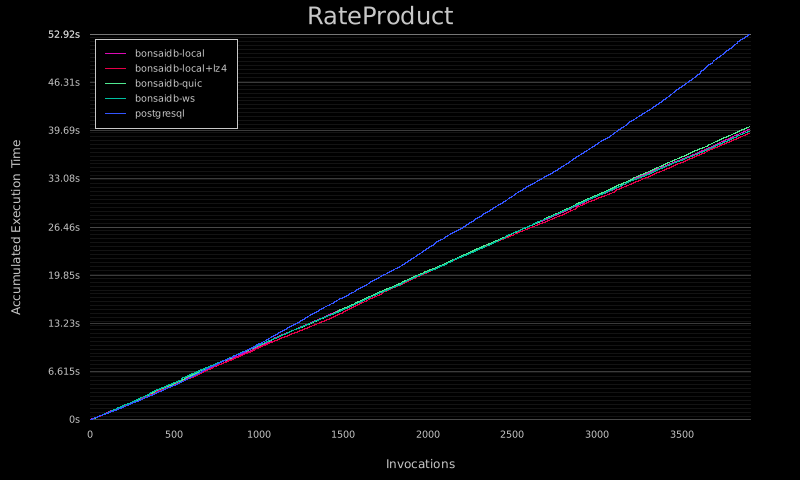 RateProduct
52.92s
46.31s
39.69s
33.08s
26.46s
19.85s
13.23s
6.615s
0s
bonsaidb-local
bonsaidb-local+lz4
bonsaidb-quic
bonsaidb-ws
postgresql
Accumulated Execution Time
0 500 1000 1500 2000 2500 3000 3500
Invocations